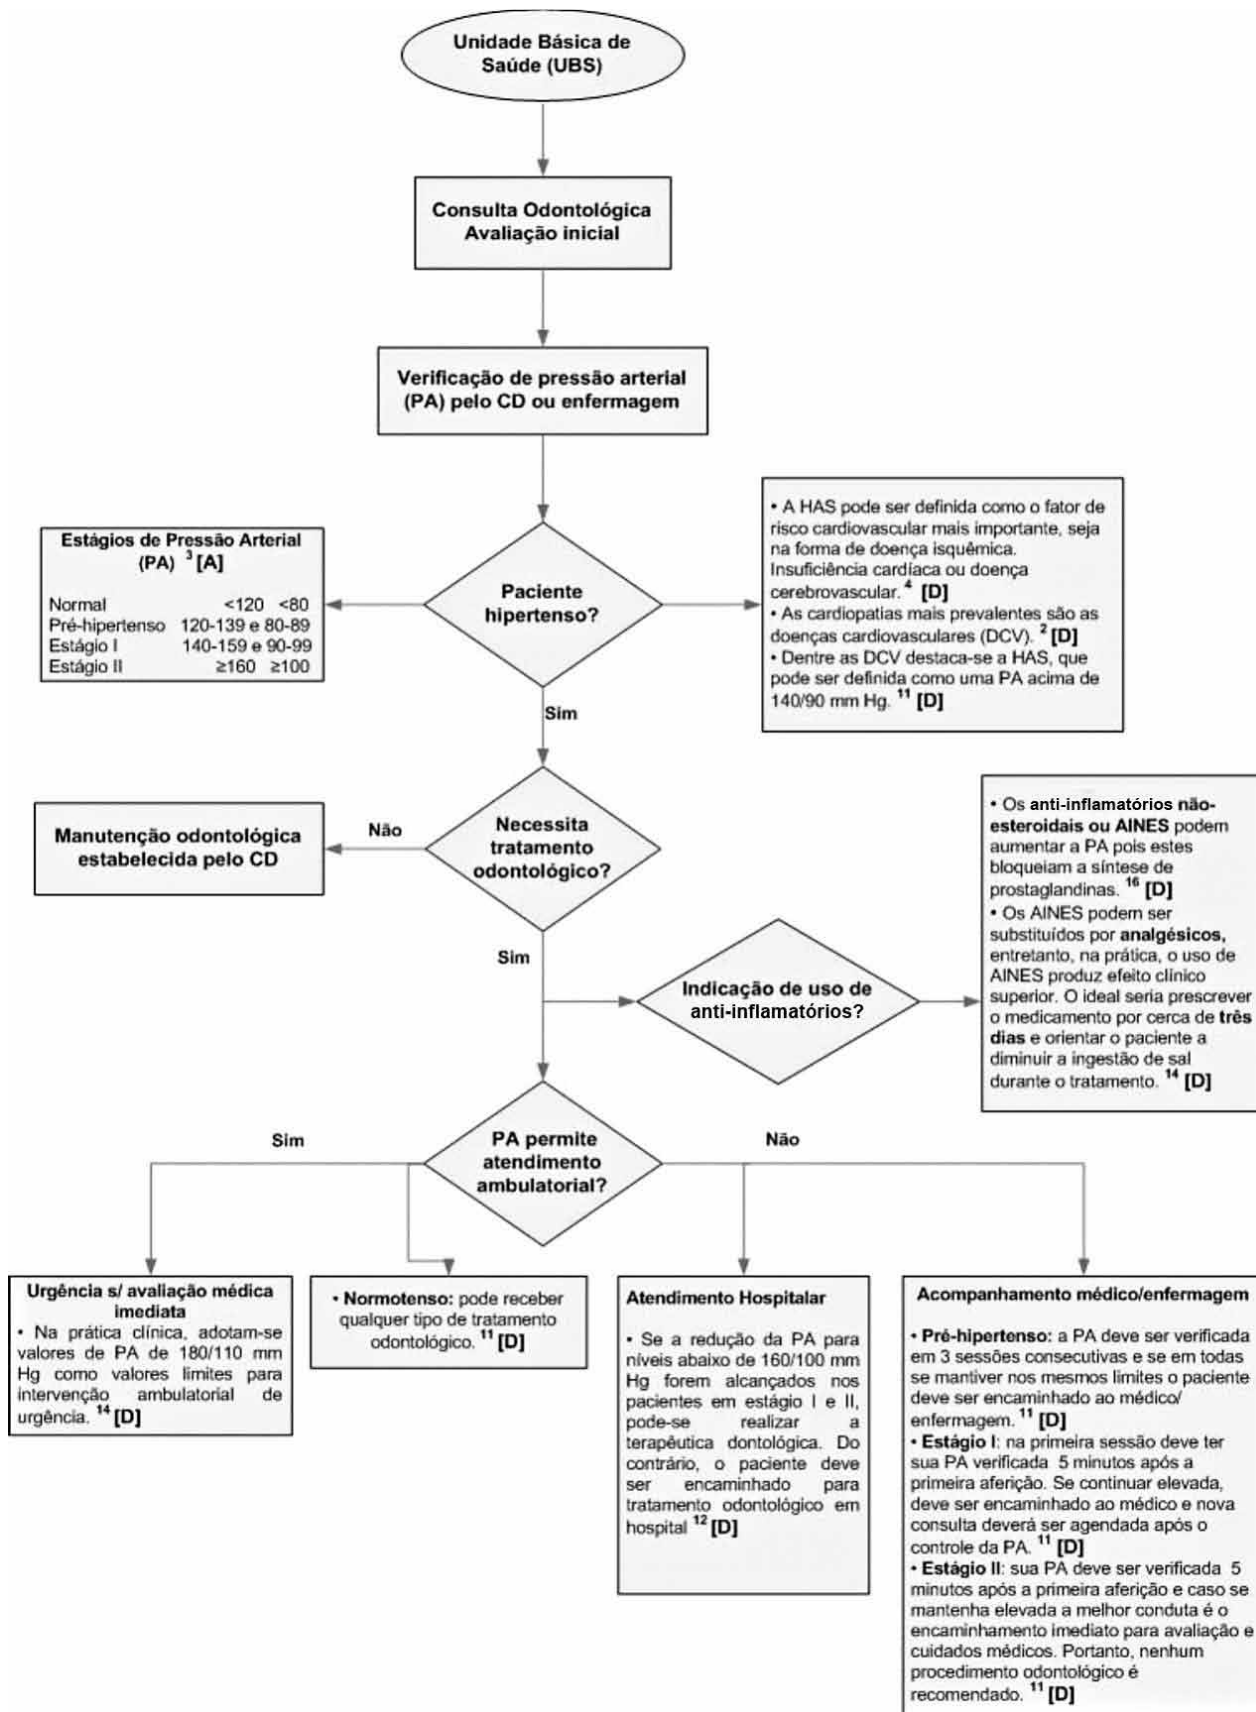 Unidade Básica de
Saúde (UBS)
Consulta Odontológica
Avaliação inicial
Verificação de pressão arterial
(PA) pelo CD ou enfermagem
Estágios de Pressão Arterial
(PA) 3 [A]
Normal <120 <80
Pré-hipertenso 120-139 e 80-89
Estágio I 140-159 e 90-99
Estágio II ≥160 ≥100
Paciente
hipertenso?
• A HAS pode ser definida como o fator de
risco cardiovascular mais importante, seja
na forma de doença isquêmica.
Insuficiência cardíaca ou doença
cerebrovascular. 4 [D]
• As cardiopatias mais prevalentes são as
doenças cardiovasculares (DCV). 2 [D]
• Dentre as DCV destaca-se a HAS, que
pode ser definida como uma PA acima de
140/90 mm Hg. 11 [D]
Sim
Manutenção odontológica
estabelecida pelo CD
Não
Necessita
tratamento
odontológico?
Sim
Indicação de uso de
anti-inflamatórios?
• Os anti-inflamatórios não-
esteroidais ou AINES podem
aumentar a PA pois estes
bloqueiam a síntese de
prostaglandinas. 16 [D]
• Os AINES podem ser
substituídos por analgésicos,
entretanto, na prática, o uso de
AINES produz efeito clínico
superior. O ideal seria prescrever
o medicamento por cerca de três
dias e orientar o paciente a
diminuir a ingestão de sal
durante o tratamento. 14 [D]
Sim
PA permite
atendimento
ambulatorial?
Não
Urgência s/ avaliação médica
imediata
• Na prática clínica, adotam-se
valores de PA de 180/110 mm
Hg como valores limites para
intervenção ambulatorial de
urgência. 14 [D]
• Normotenso: pode receber
qualquer tipo de tratamento
odontológico. 11 [D]
Atendimento Hospitalar
• Se a redução da PA para
níveis abaixo de 160/100 mm
Hg forem alcançados nos
pacientes em estágio I e II,
pode-se realizar a
terapêutica dontológica. Do
contrário, o paciente deve
ser encaminhado para
tratamento odontológico em
hospital 12 [D]
Acompanhamento médico/enfermagem
• Pré-hipertenso: a PA deve ser verificada
em 3 sessões consecutivas e se em todas
se mantiver nos mesmos limites o paciente
deve ser encaminhado ao médico/
enfermagem. 11 [D]
• Estágio I: na primeira sessão deve ter
sua PA verificada 5 minutos após a
primeira aferição. Se continuar elevada,
deve ser encaminhado ao médico e nova
consulta deverá ser agendada após o
controle da PA. 11 [D]
• Estágio II: sua PA deve ser verificada 5
minutos após a primeira aferição e caso se
mantenha elevada a melhor conduta é o
encaminhamento imediato para avaliação e
cuidados médicos. Portanto, nenhum
procedimento odontológico é
recomendado. 11 [D]